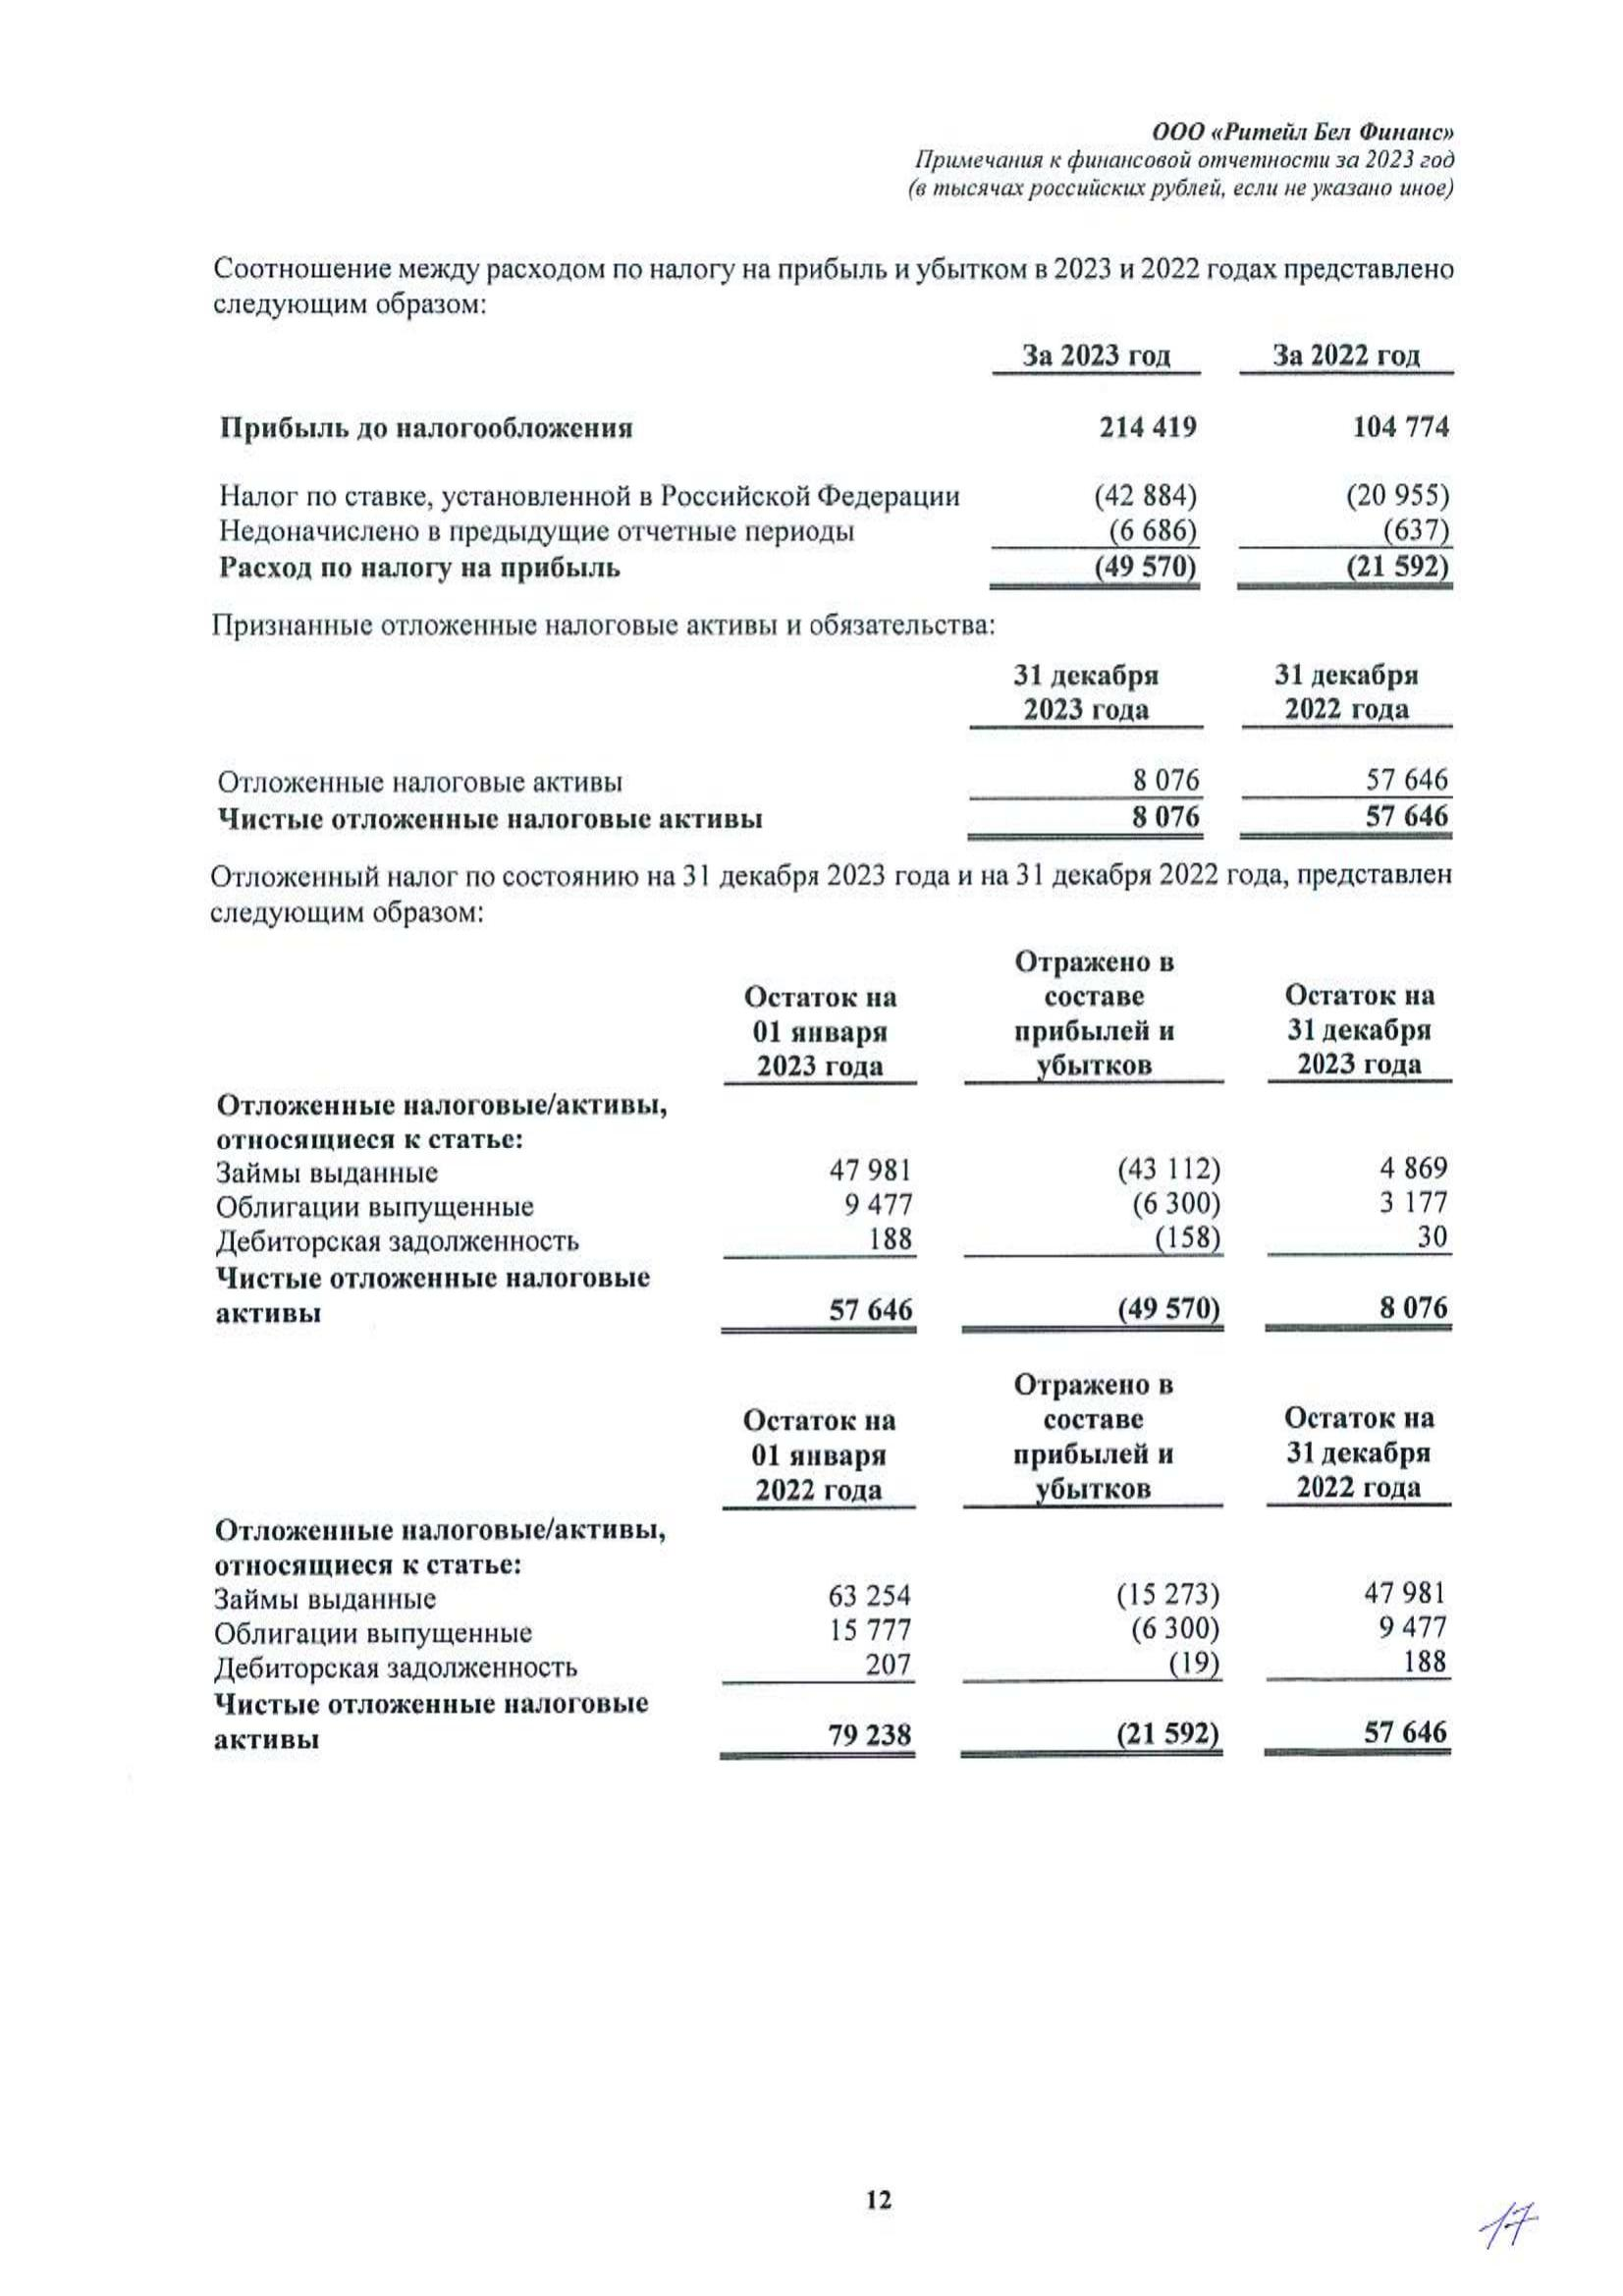 ООО «Ритейл Бел Финанс»
Примечания к финансовой отчетности за 2023 год
(в тысячах российских рублей, если не указано иное)
Соотношение между расходом по налогу на прибыль и убытком в 2023 и 2022 годах представлено
следующим образом:
За 2023 год За 2022 год
Прибыль до налогообложения 214 419 104 774
Налог по ставке, установленной в Российской Федерации (42 884) (20 955)
Недоначислено в предыдущие отчетные периоды (6 686) (637)
Расход по налогу на прибыль (49 570) (21 592)
Признанные отложенные налоговые активы и обязательства:
31 декабря 31 декабря
2023 года 2022 года
Отложенные налоговые активы 8 076 57 646
Чистые отложенные налоговые активы 8 076 57 646
Отложенный налог по состоянию на 31 декабря 2023 года и на 31 декабря 2022 года, представлен
следующим образом:
Отражено в
Остаток на составе Остаток на
01 января прибылей и 31 декабря
2023 года убытков 2023 года
Отложенные налоговые/активы,
относящиеся к статье:
Займы выданные 47 981 (43 112) 4 869
Облигации выпущенные 9 477 (6 300) 3 177
Дебиторская задолженность 188 (158) 30
Чистые отложенные налоговые
активы 57 646 (49 570) 8 076
Отражено в
Остаток на составе Остаток на
01 января прибылей и 31 декабря
2022 года убытков 2022 года
Отложенные налоговые/активы,
относящиеся к статье:
Займы выданные 63 254 (15 273) 47 981
Облигации выпущенные 15 777 (6 300) 9 477
Дебиторская задолженность 207 (19) 188
Чистые отложенные налоговые
активы 79 238 (21 592) 57 646
12
17